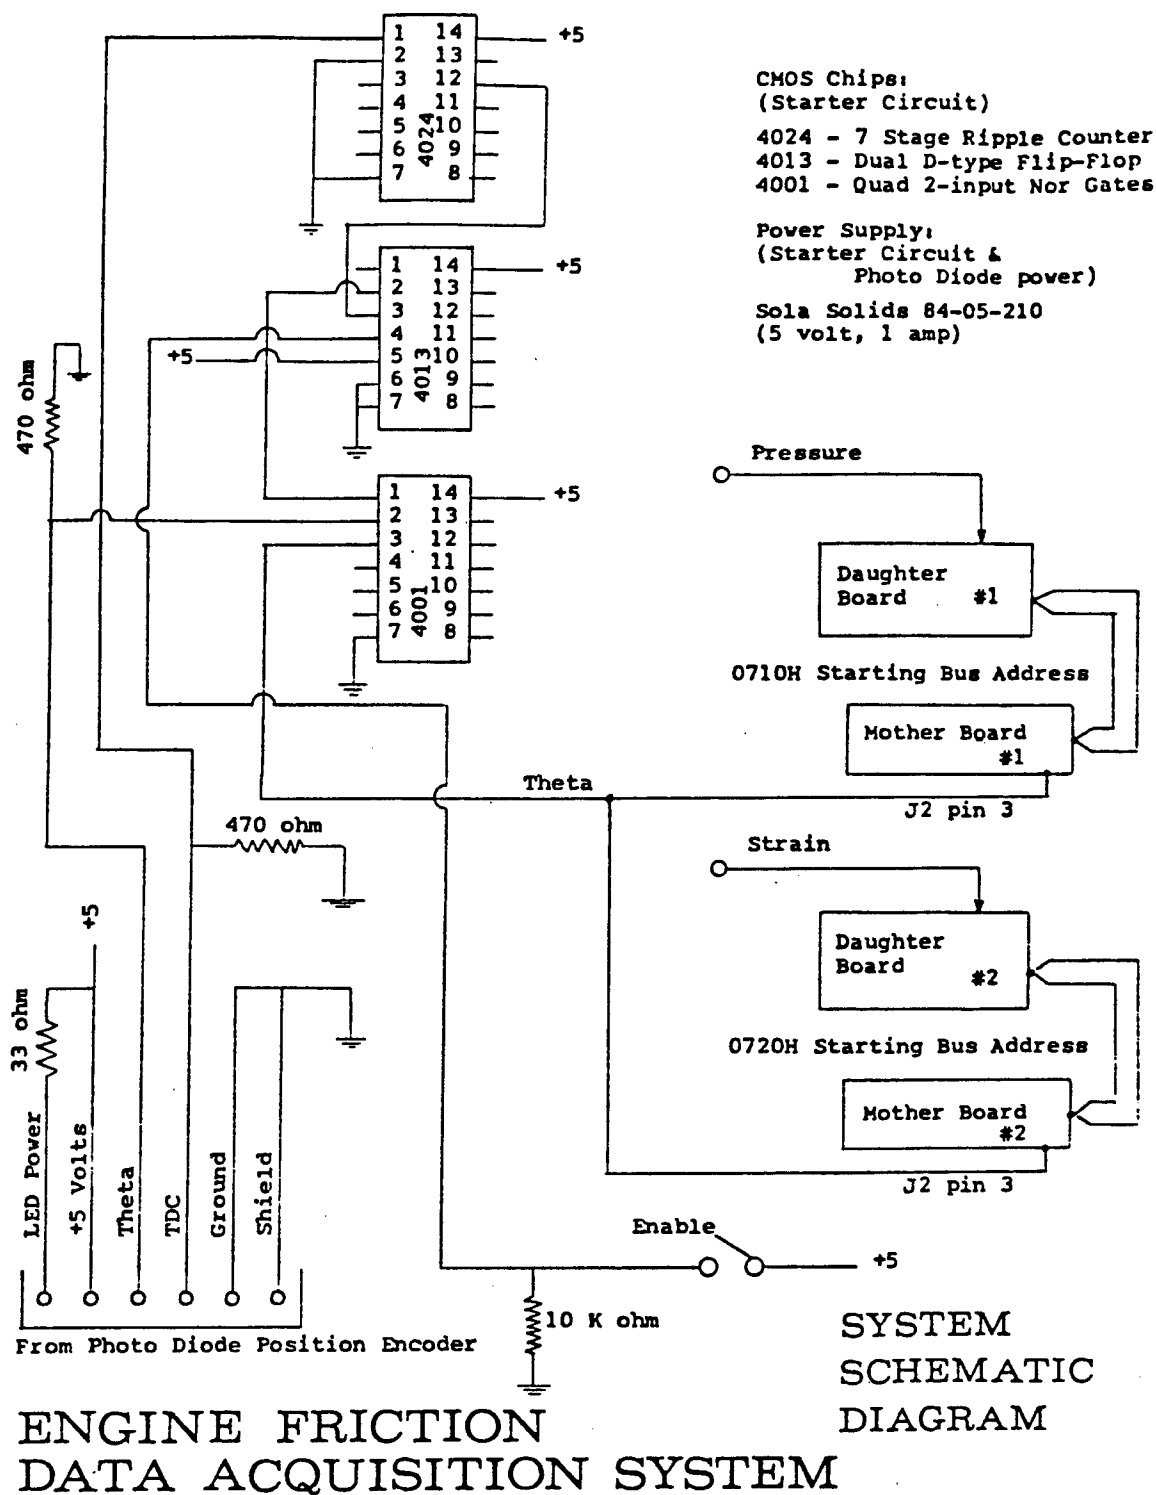 1 14 +5
2 13
3 12
4 11
5 10
6 9
7 8
4024
CMOS Chips:
(Starter Circuit)
4024 - 7 Stage Ripple Counter
4013 - Dual D-type Flip-Flop
4001 - Quad 2-input Nor Gates
Power Supply:
(Starter Circuit &
Photo Diode power)
Sola Solids 84-05-210
(5 volt, 1 amp)
1 14 +5
2 13
3 12
4 11
+5 5 10
6 9
7 8
4013
470 ohm
1 14 +5
2 13
3 12
4 11
5 10
6 9
7 8
4001
Pressure
Daughter
Board #1
0710H Starting Bus Address
Mother Board
#1
Theta
J2 pin 3
470 ohm
Strain
+5
Daughter
Board
#2
33 ohm
0720H Starting Bus Address
Mother Board
#2
J2 pin 3
LED Power
+5 Volts
Theta
TDC
Ground
Shield
Enable
+5
10 K ohm
From Photo Diode Position Encoder
SYSTEM
SCHEMATIC
DIAGRAM
ENGINE FRICTION
DATA ACQUISITION SYSTEM